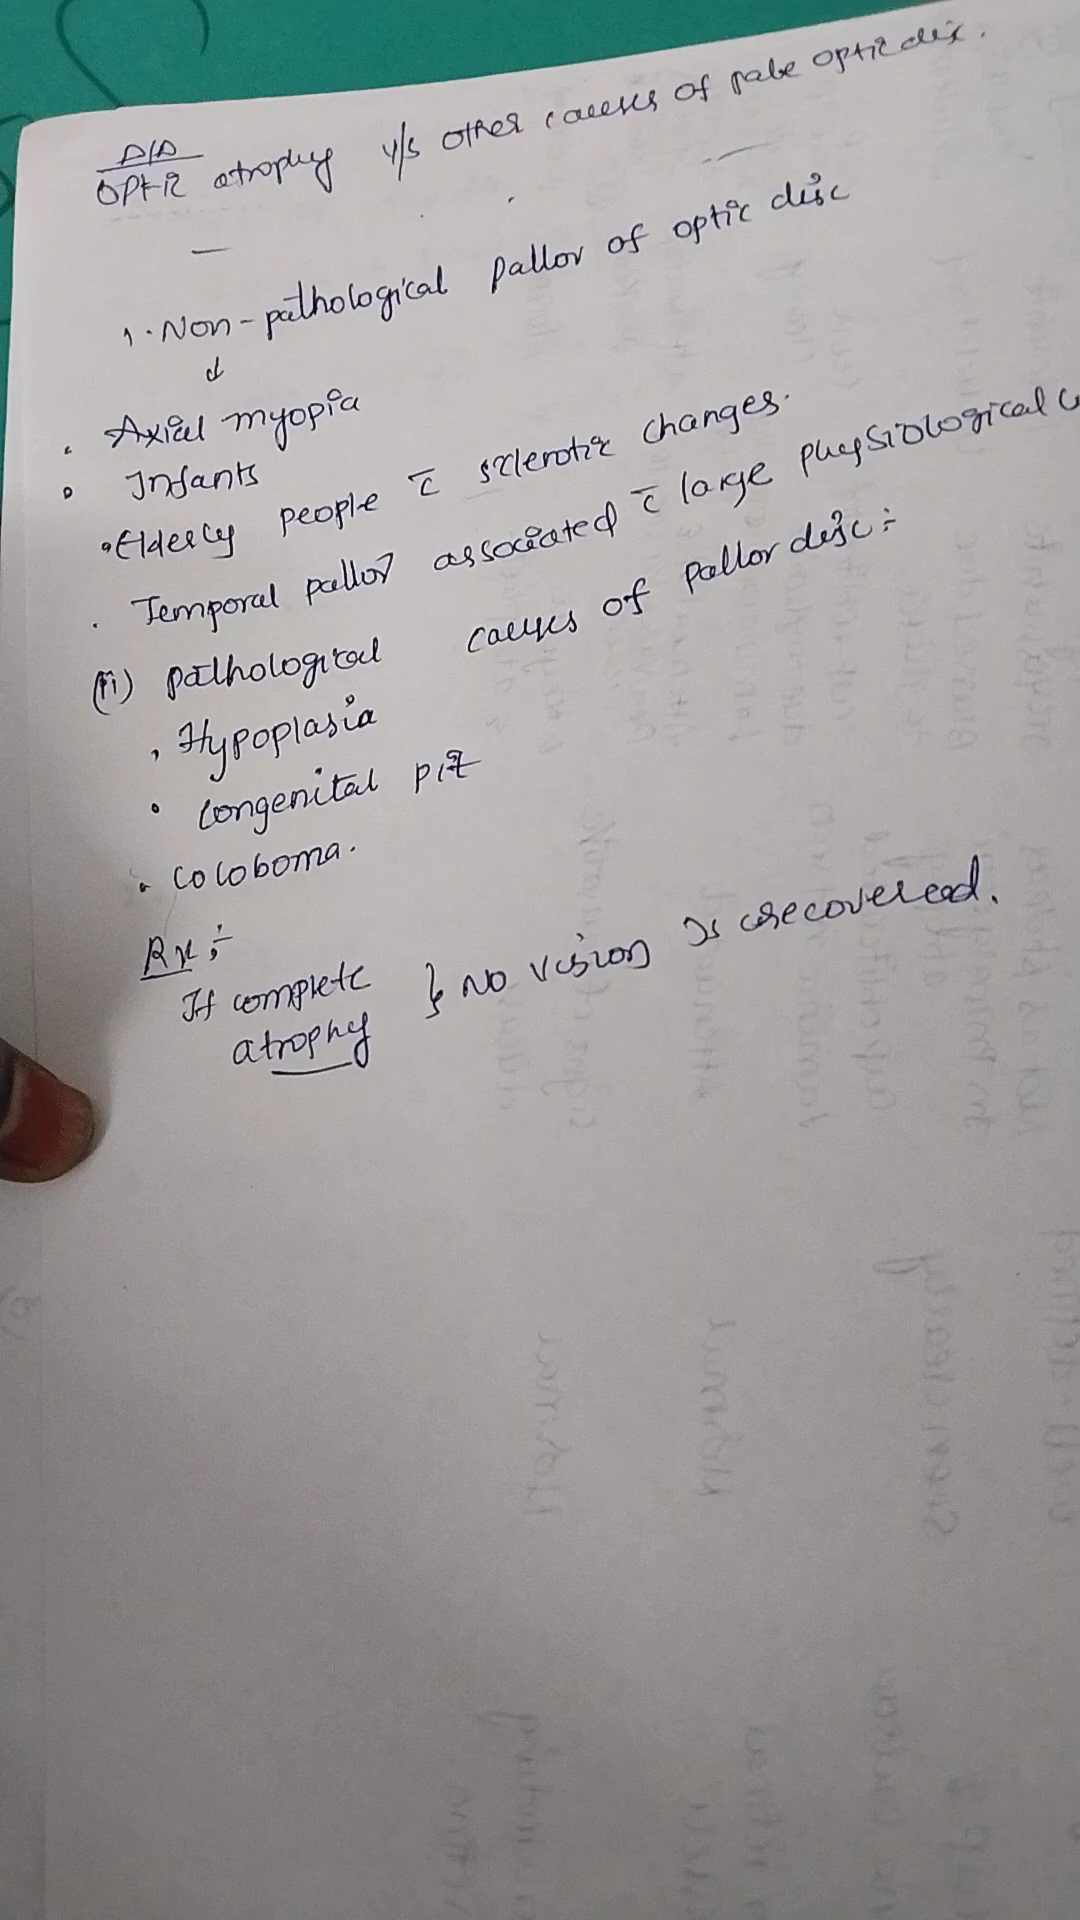 D/D
optic atrophy v/s other causes of pale optic disc.
1. Non-pathological pallor of optic disc
↓
• Axial myopia
• Infants
• Elderly people c̄ sclerotic changes.
• Temporal pallor associated c̄ large physiological
(ii) pathological causes of pallor disc :-
• Hypoplasia
• congenital pit
• coloboma.
Rx :-
If complete atrophy } No vision is recovered.